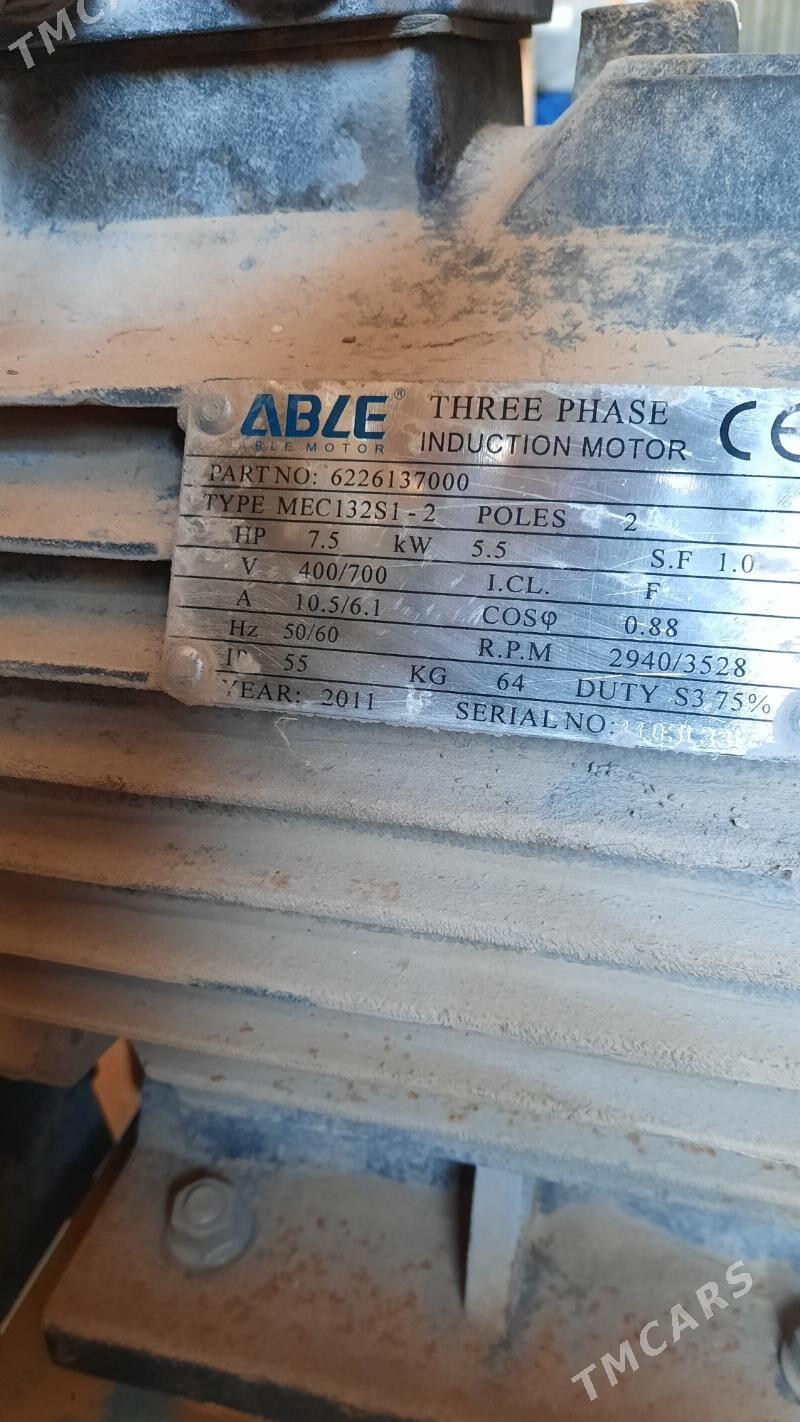 TMCARS
ABLE® THREE PHASE
ABLE MOTOR INDUCTION MOTOR CE
PART NO: 6226137000
TYPE MEC132S1-2 POLES 2
HP 7.5 kW 5.5 S.F 1.0
V 400/700 I.CL. F
A 10.5/6.1 COSφ 0.88
Hz 50/60 R.P.M 2940/3528
IP 55 KG 64 DUTY S3 75%
YEAR: 2011 SERIAL NO:
TMCARS